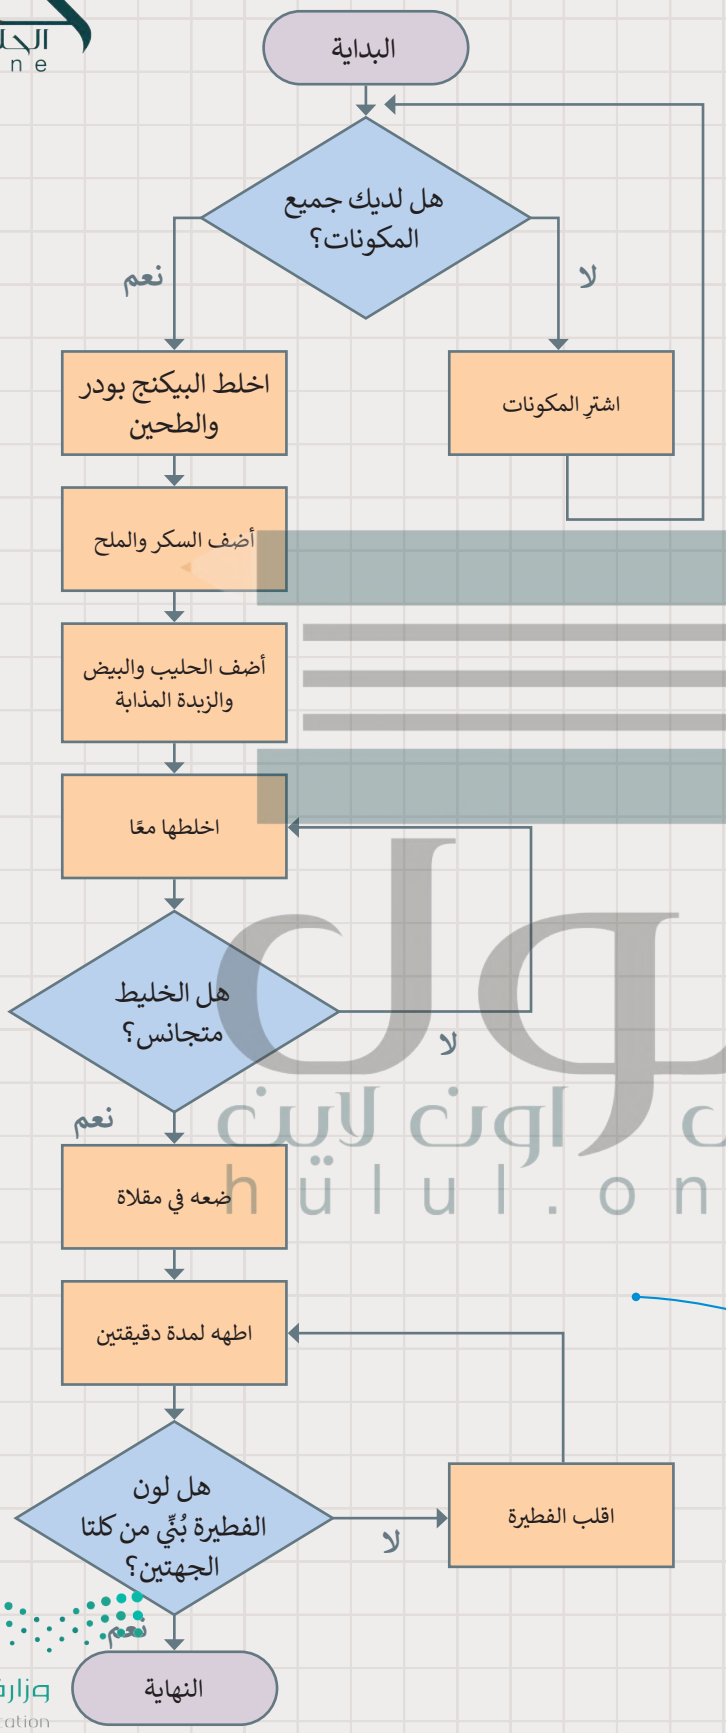 البداية
هل لديك جميع
المكونات؟
نعم
لا
اخلط البيكنج بودر
والطحين
اشترِ المكونات
أضف السكر والملح
أضف الحليب والبيض
والزبدة المذابة
اخلطها معًا
هل الخليط
متجانس؟
لا
نعم
اون لاين
hülul.on
ضعه في مقلاة
اطهه لمدة دقيقتين
هل لون
الفطيرة بُنِّي من كلتا
الجهتين؟
لا
اقلب الفطيرة
نعم
النهاية